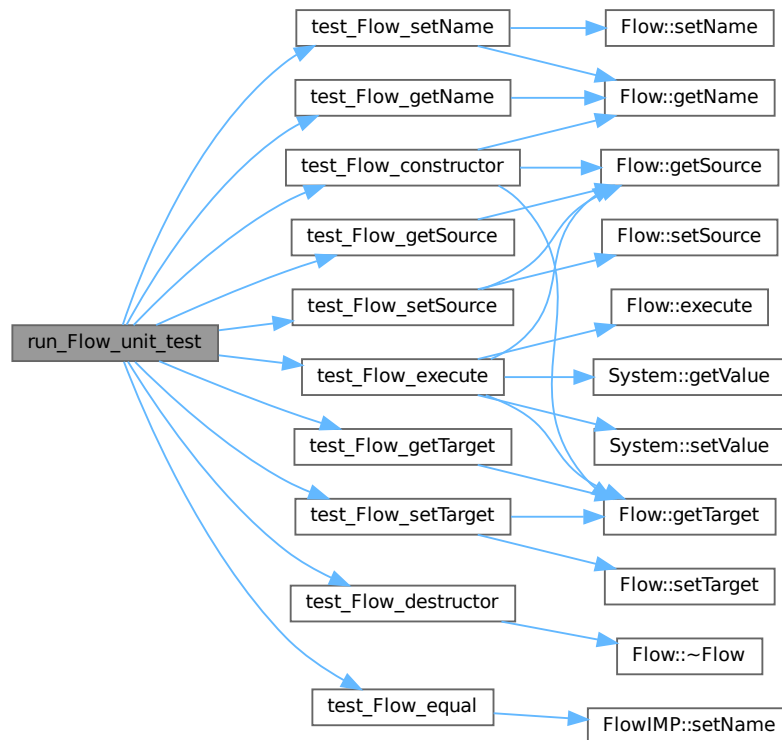 run_Flow_unit_test
test_Flow_setName
test_Flow_getName
test_Flow_constructor
test_Flow_getSource
test_Flow_setSource
test_Flow_execute
test_Flow_getTarget
test_Flow_setTarget
test_Flow_destructor
test_Flow_equal
Flow::setName
Flow::getName
Flow::getSource
Flow::setSource
Flow::execute
System::getValue
System::setValue
Flow::getTarget
Flow::setTarget
Flow::~Flow
FlowIMP::setName